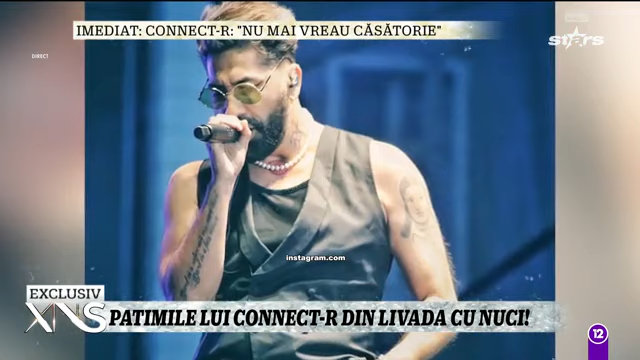 IMEDIAT: CONNECT-R: "NU MAI VREAU CĂSĂTORIE"
DIRECT
stars
instagram.com
EXCLUSIV
XNS
PATIMILE LUI CONNECT-R DIN LIVADA CU NUCI!
12